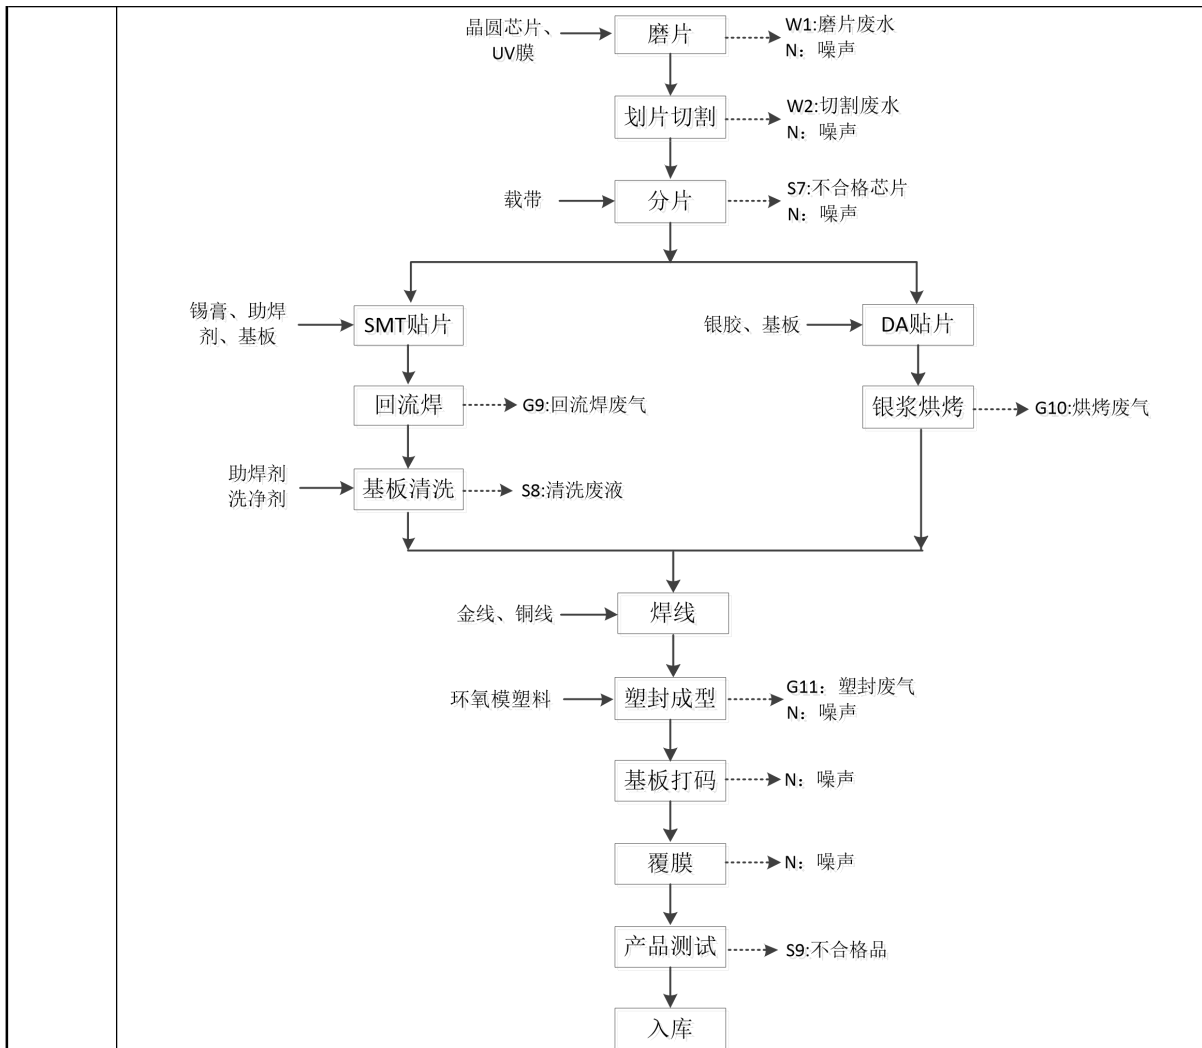 晶圆芯片、
UV膜
磨片
W1:磨片废水
N：噪声
划片切割
W2:切割废水
N：噪声
载带
分片
S7:不合格芯片
N：噪声
锡膏、助焊
剂、基板
SMT贴片
银胶、基板
DA贴片
回流焊
G9:回流焊废气
银浆烘烤
G10:烘烤废气
助焊剂
洗净剂
基板清洗
S8:清洗废液
金线、铜线
焊线
环氧模塑料
塑封成型
G11：塑封废气
N：噪声
基板打码
N：噪声
覆膜
N：噪声
产品测试
S9:不合格品
入库